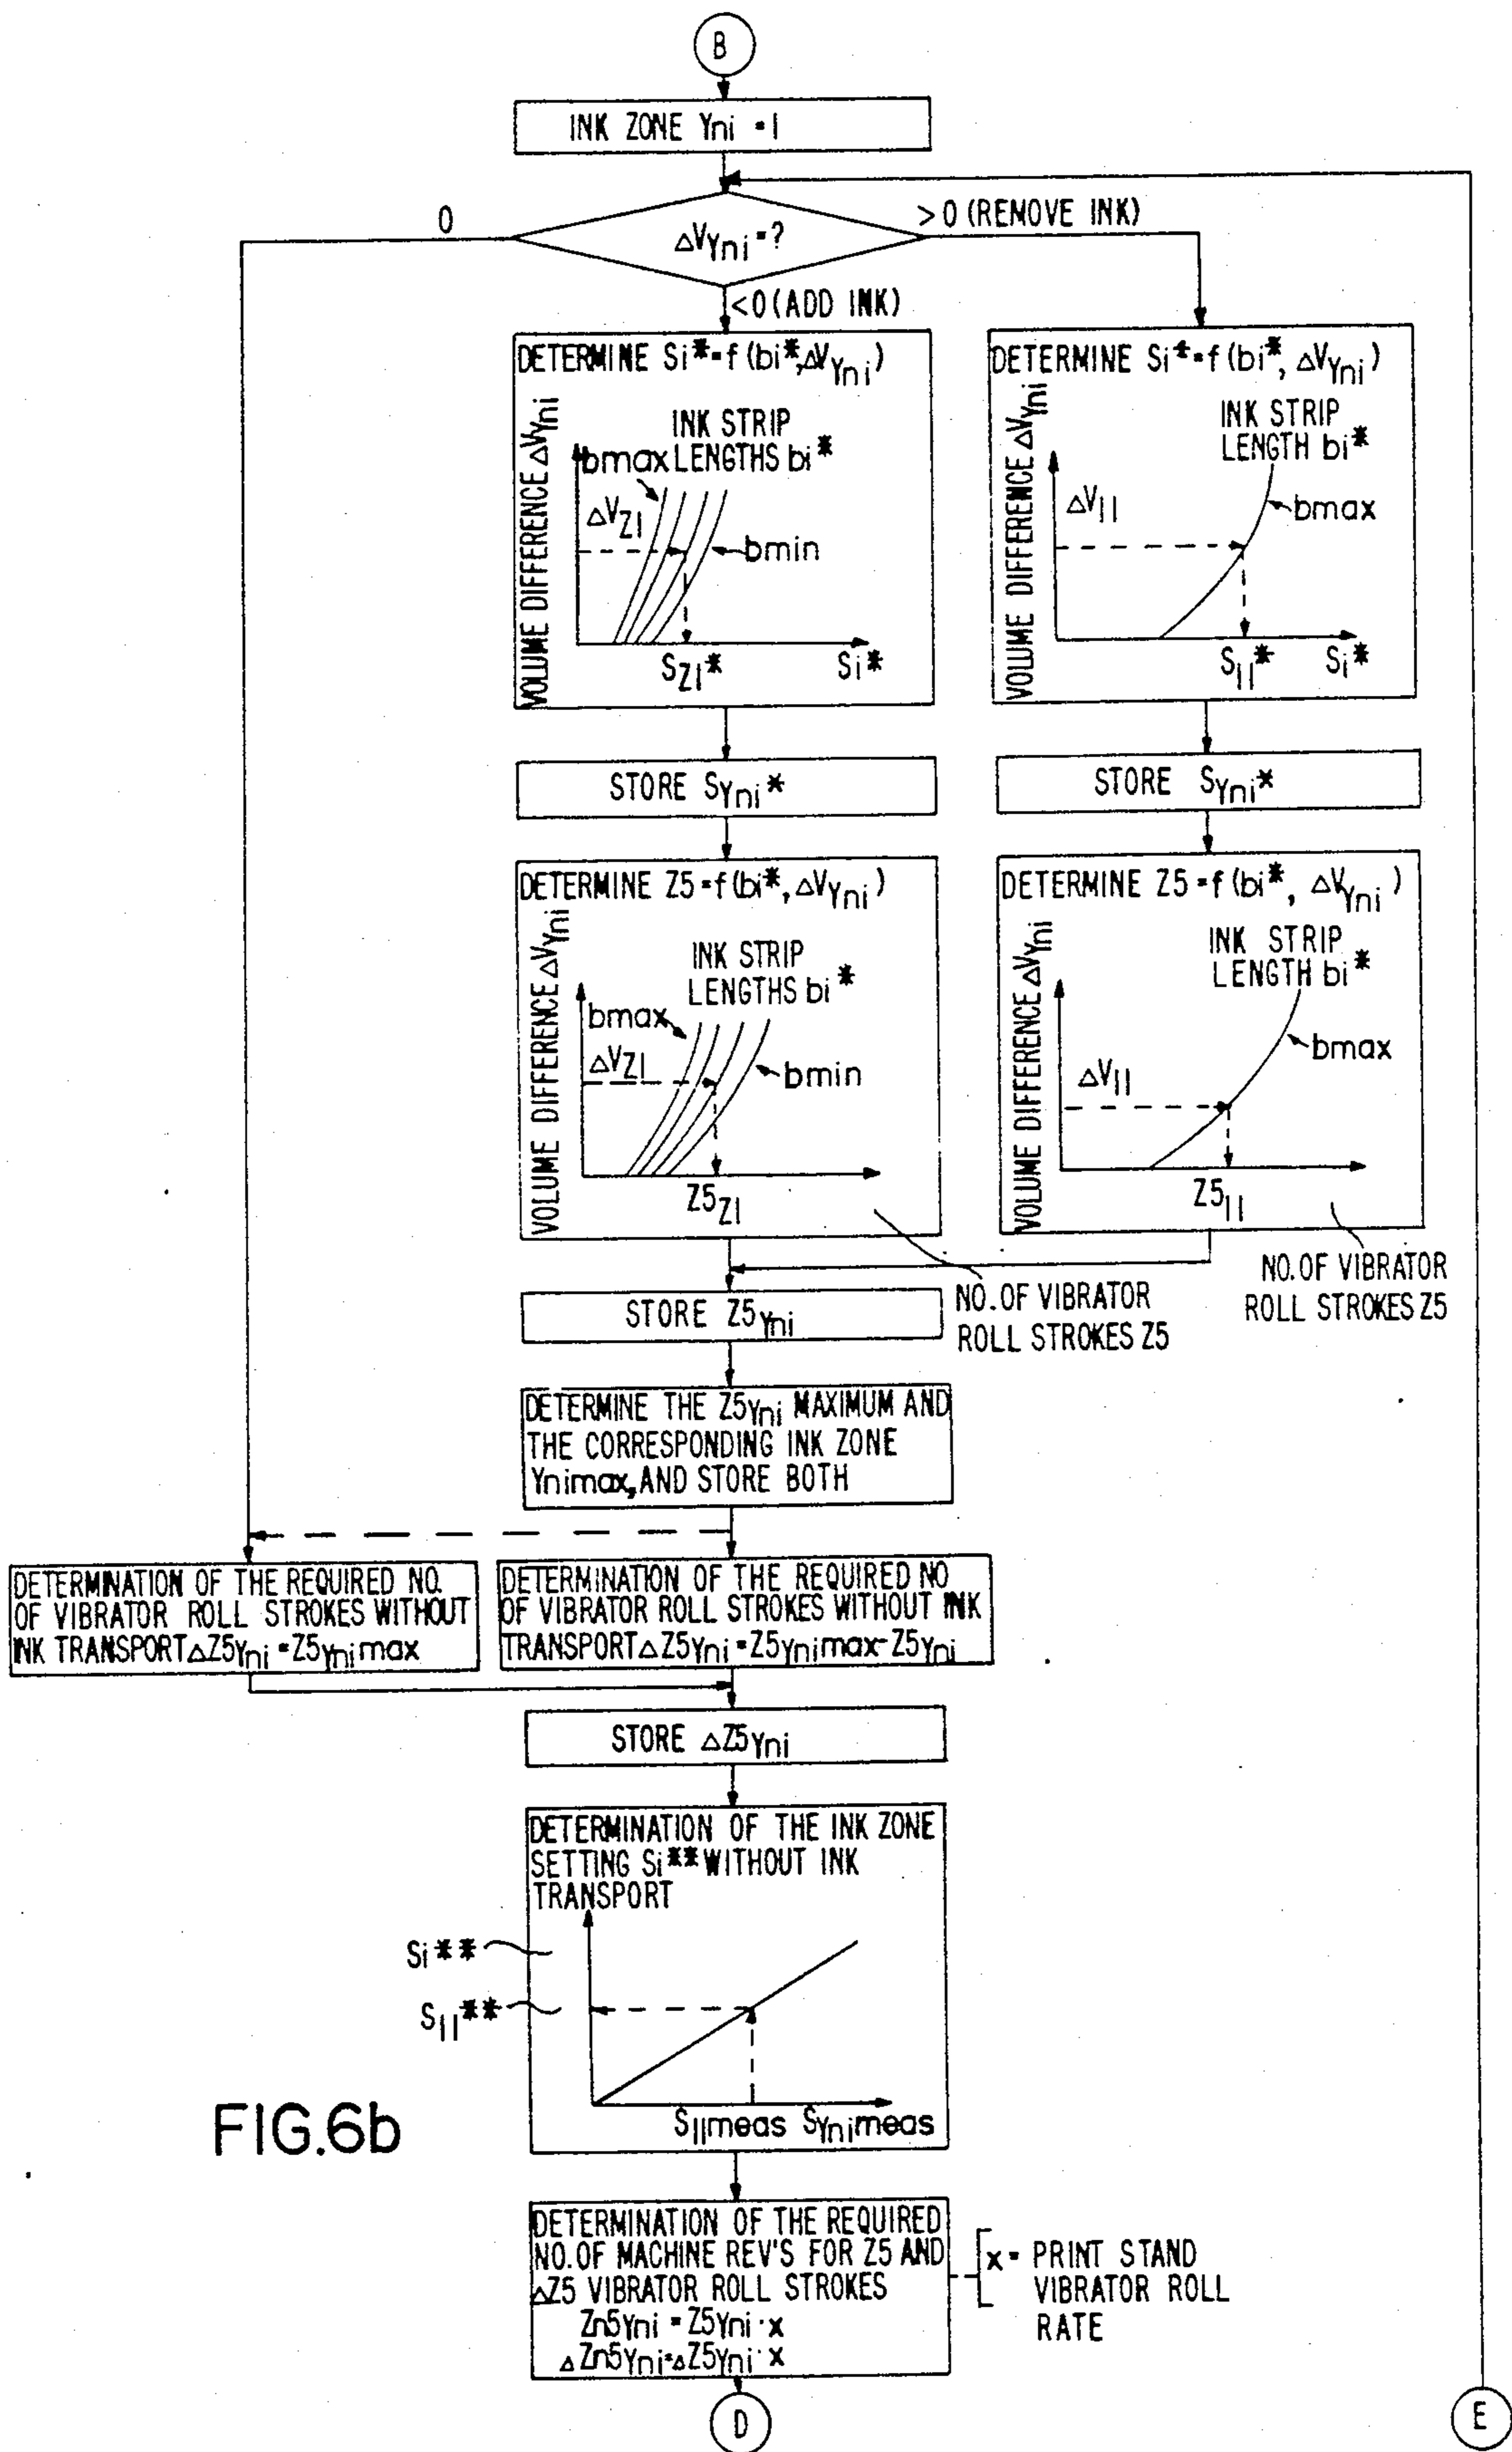 B
INK ZONE Yni = 1
0
ΔVYni = ?
>0 (REMOVE INK)
<0 (ADD INK)
DETERMINE Si* = f (bi*, ΔVYni)
VOLUME DIFFERENCE ΔVYni
INK STRIP
LENGTHS bi*
bmax
ΔVZ1
bmin
SZ1*
Si*
DETERMINE Si* = f (bi*, ΔVYni)
VOLUME DIFFERENCE ΔVYni
INK STRIP
LENGTH bi*
ΔV11
bmax
S11*
Si*
STORE SYni*
STORE SYni*
DETERMINE Z5 = f (bi*, ΔVYni)
VOLUME DIFFERENCE ΔVYni
INK STRIP
LENGTHS bi*
bmax
ΔVZ1
bmin
Z5Z1
DETERMINE Z5 = f (bi*, ΔVYni)
VOLUME DIFFERENCE ΔVYni
INK STRIP
LENGTH bi*
bmax
ΔV11
Z511
NO. OF VIBRATOR
ROLL STROKES Z5
NO. OF VIBRATOR
ROLL STROKES Z5
STORE Z5Yni
DETERMINE THE Z5Yni MAXIMUM AND
THE CORRESPONDING INK ZONE
Ynimax, AND STORE BOTH
DETERMINATION OF THE REQUIRED NO.
OF VIBRATOR ROLL STROKES WITHOUT
INK TRANSPORT ΔZ5Yni = Z5Yni max
DETERMINATION OF THE REQUIRED NO
OF VIBRATOR ROLL STROKES WITHOUT INK
TRANSPORT ΔZ5Yni = Z5Yni max - Z5Yni
STORE ΔZ5Yni
DETERMINATION OF THE INK ZONE
SETTING Si** WITHOUT INK
TRANSPORT
Si**
S11**
S11meas SYni meas
FIG.6b
DETERMINATION OF THE REQUIRED
NO. OF MACHINE REV'S FOR Z5 AND
ΔZ5 VIBRATOR ROLL STROKES
Zn5Yni = Z5Yni · x
ΔZn5Yni = ΔZ5Yni · x
x = PRINT STAND
VIBRATOR ROLL
RATE
D
E